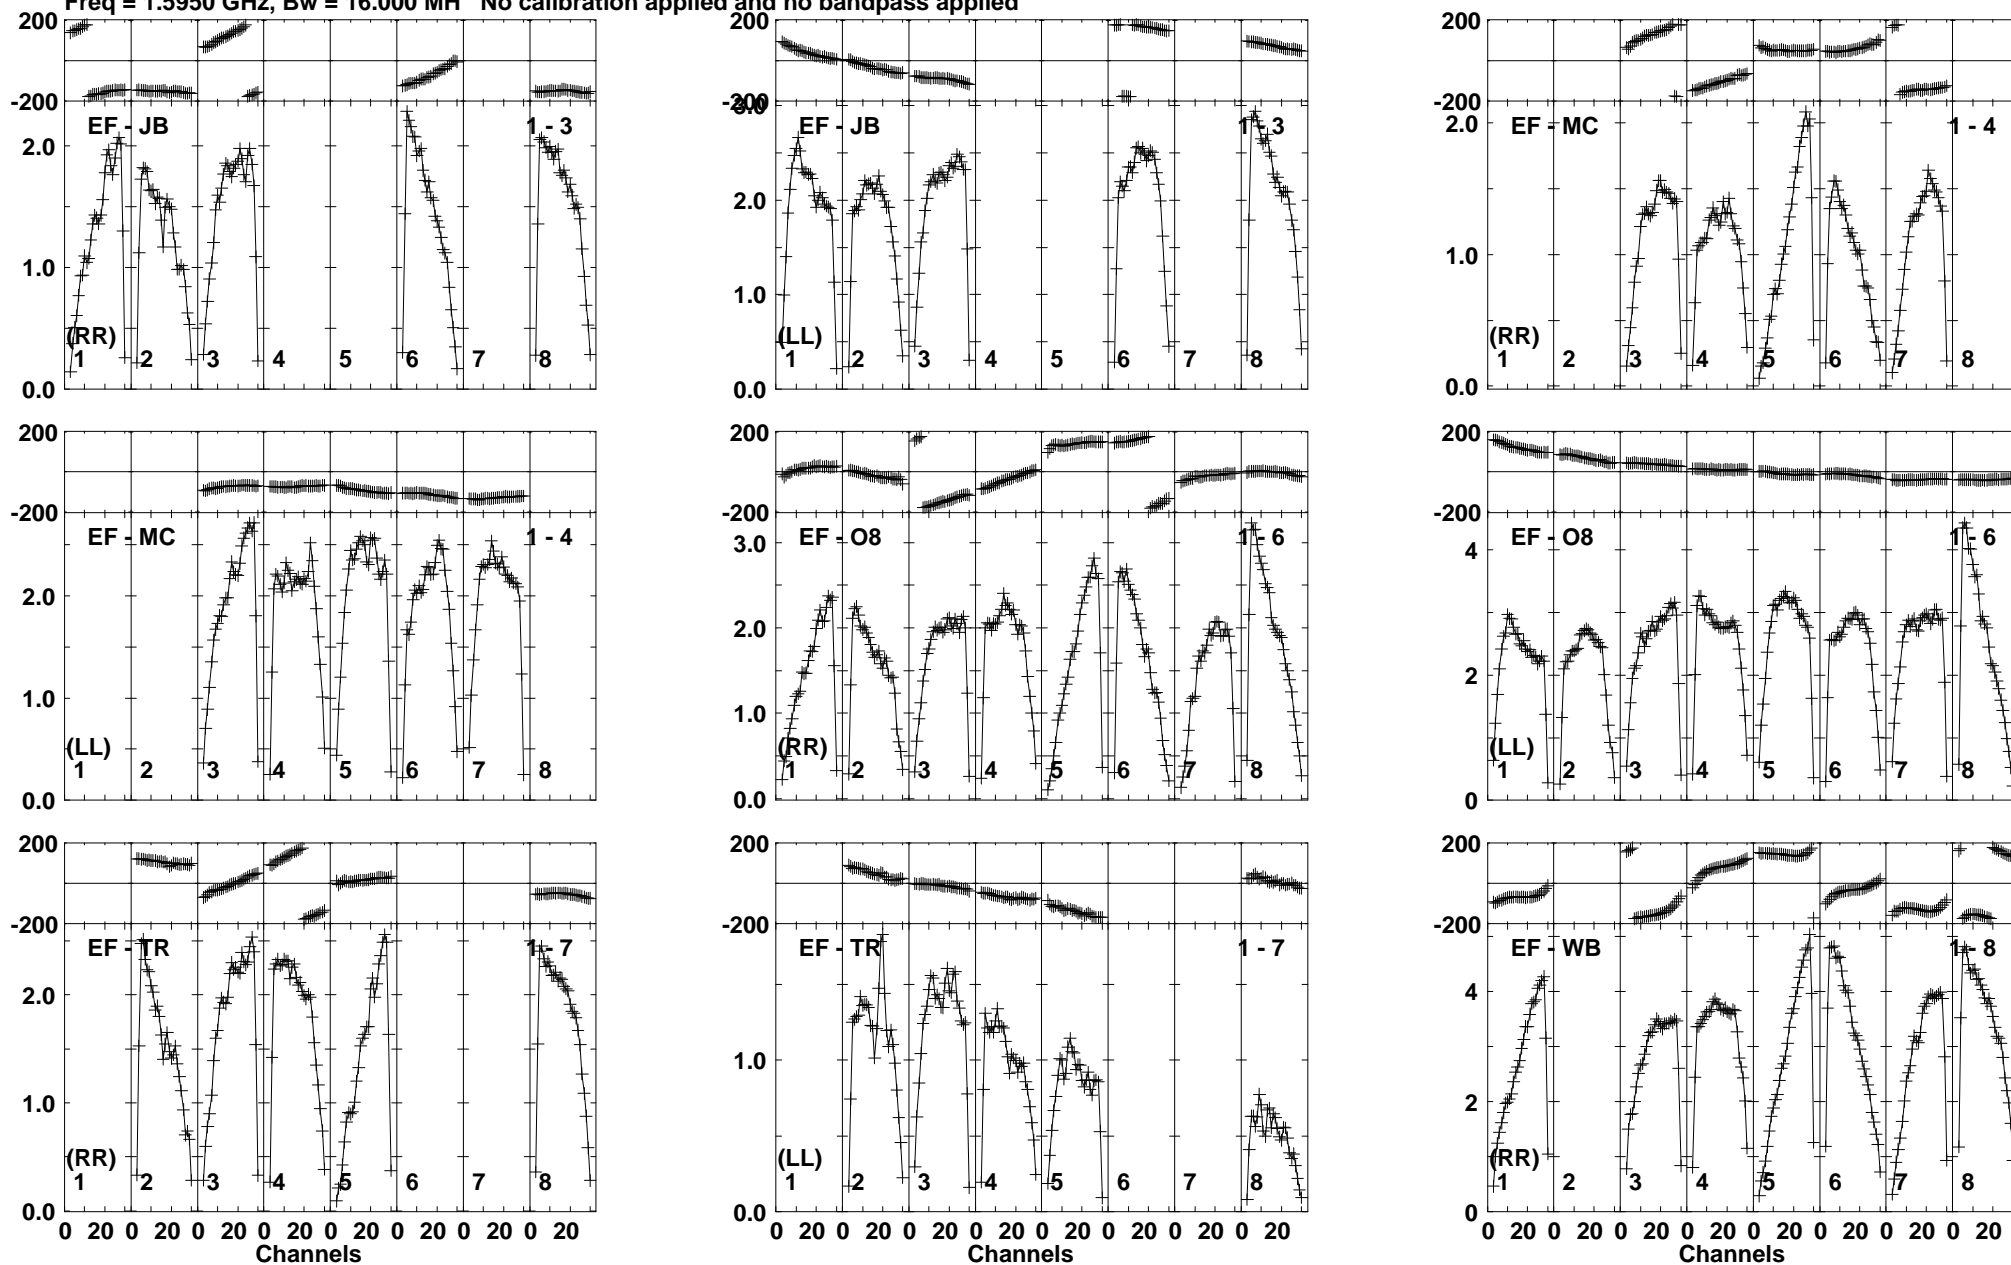 Freq = 1.5950 GHz, Bw = 16.000 MH No calibration applied and no bandpass applied
200 200 200
-200 -200 -200
EF - JB 1 - 3 3.0 EF - JB 1 - 3 EF - MC 1 - 4
2.0 2.0 2.0
1.0 1.0 1.0
(RR) (LL) (RR)
1 2 3 4 5 6 7 8 1 2 3 4 5 6 7 8 1 2 3 4 5 6 7 8
0.0 0.0 0.0
200 200 200
-200 -200 -200
EF - MC 1 - 4 3.0 EF - O8 1 - 6 4 EF - O8 1 - 6
2.0 2.0 2
1.0 1.0
(LL) (RR) (LL)
1 2 3 4 5 6 7 8 1 2 3 4 5 6 7 8 1 2 3 4 5 6 7 8
0.0 0.0 0
200 200 200
-200 -200 -200
EF - TR 1 - 7 EF - TR 1 - 7 EF - WB 1 - 8
2.0 1.0 4
1.0 2
(RR) (LL) (RR)
1 2 3 4 5 6 7 8 1 2 3 4 5 6 7 8 1 2 3 4 5 6 7 8
0.0 0.0 0
0 20 0 20 0 20 0 20 0 20 0 20 0 20 0 20 0 20 0 20 0 20 0 20 0 20 0 20 0 20 0 20 0 20 0 20 0 20 0 20 0 20 0 20 0 20 0 20
Channels Channels Channels